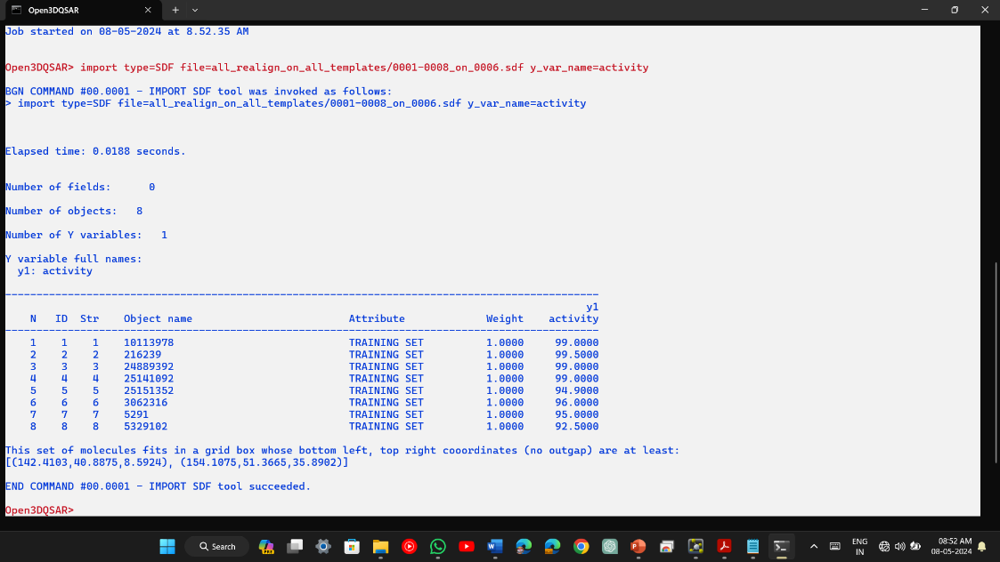 Open3DQSAR
Job started on 08-05-2024 at 8.52.35 AM
Open3DQSAR> import type=SDF file=all_realign_on_all_templates/0001-0008_on_0006.sdf y_var_name=activity
BGN COMMAND #00.0001 - IMPORT SDF tool was invoked as follows:
> import type=SDF file=all_realign_on_all_templates/0001-0008_on_0006.sdf y_var_name=activity
Elapsed time: 0.0188 seconds.
Number of fields: 0
Number of objects: 8
Number of Y variables: 1
Y variable full names:
y1: activity
y1
N ID Str Object name Attribute Weight activity
1 1 1 10113978 TRAINING SET 1.0000 99.0000
2 2 2 216239 TRAINING SET 1.0000 99.5000
3 3 3 24889392 TRAINING SET 1.0000 99.0000
4 4 4 25141092 TRAINING SET 1.0000 99.0000
5 5 5 25151352 TRAINING SET 1.0000 94.9000
6 6 6 3062316 TRAINING SET 1.0000 96.0000
7 7 7 5291 TRAINING SET 1.0000 95.0000
8 8 8 5329102 TRAINING SET 1.0000 92.5000
This set of molecules fits in a grid box whose bottom left, top right cooordinates (no outgap) are at least:
[(142.4103,40.8875,8.5924), (154.1075,51.3665,35.8902)]
END COMMAND #00.0001 - IMPORT SDF tool succeeded.
Open3DQSAR>
Search
ENG
IN
08:52 AM
08-05-2024